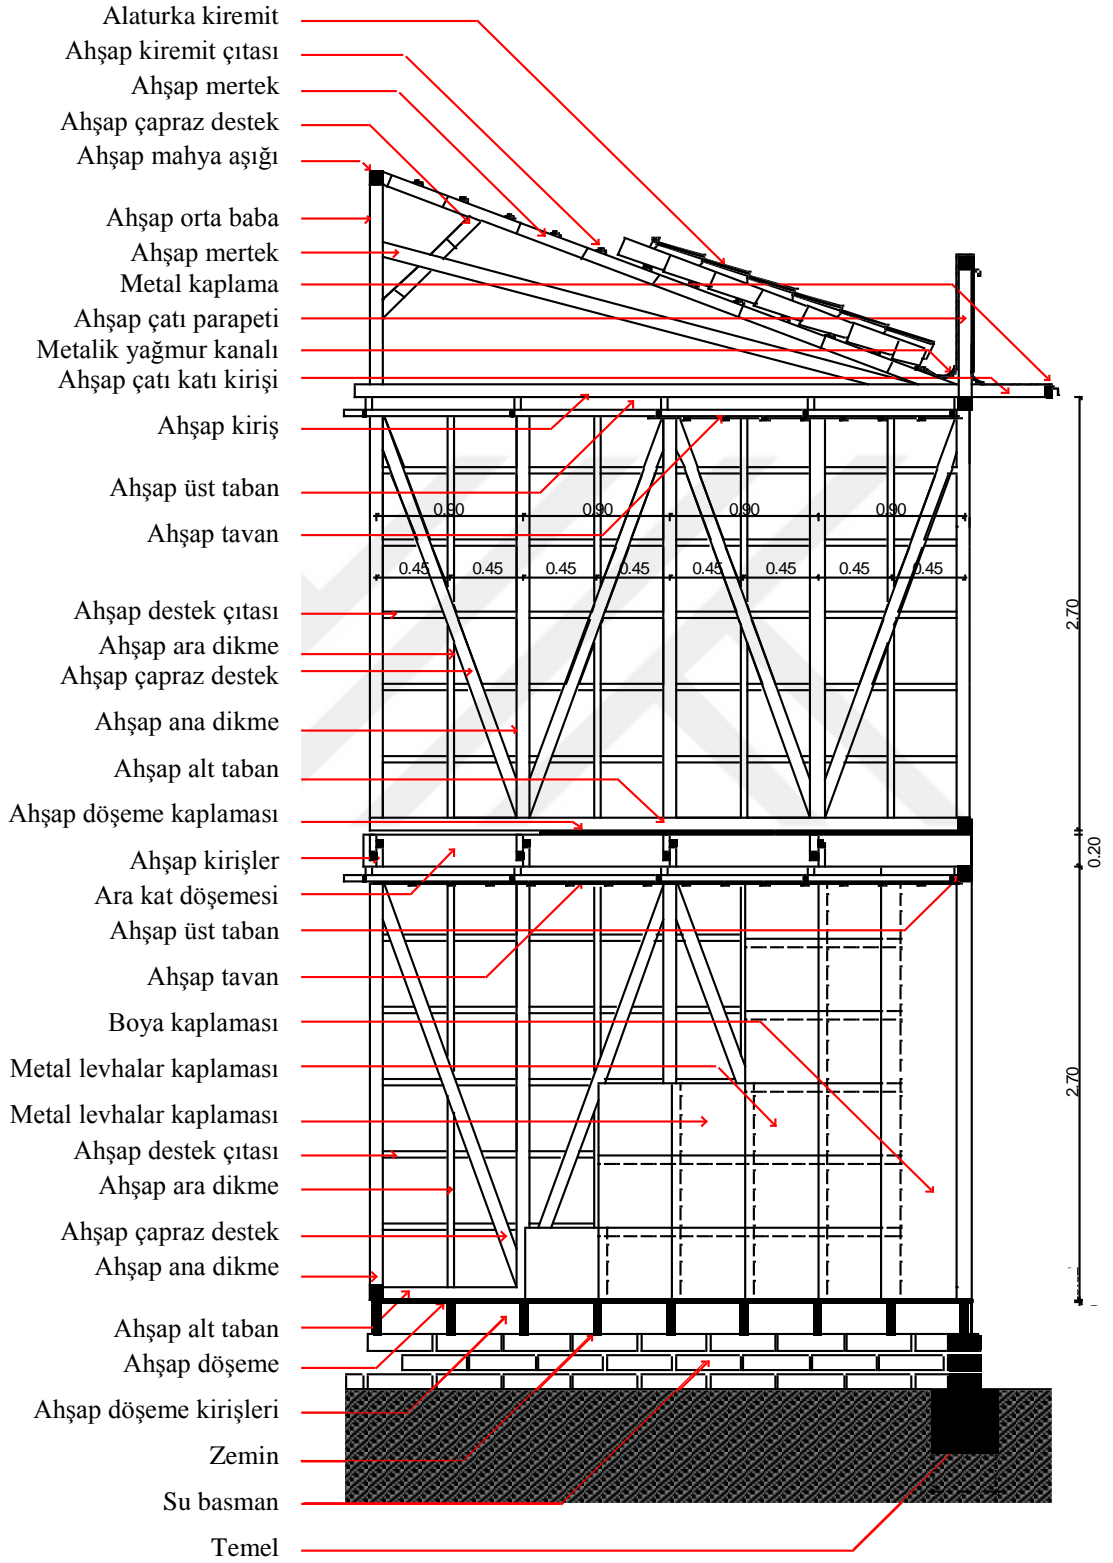 Alaturka kiremit
Ahşap kiremit çıtası
Ahşap mertek
Ahşap çapraz destek
Ahşap mahya aşığı
Ahşap orta baba
Ahşap mertek
Metal kaplama
Ahşap çatı parapeti
Metalik yağmur kanalı
Ahşap çatı katı kirişi
Ahşap kiriş
Ahşap üst taban
0.90 0.90 0.90 0.90
Ahşap tavan
0.45 0.45 0.45 0.45 0.45 0.45 0.45 0.45
Ahşap destek çıtası
2.70
Ahşap ara dikme
Ahşap çapraz destek
Ahşap ana dikme
Ahşap alt taban
Ahşap döşeme kaplaması
0.20
Ahşap kirişler
Ara kat döşemesi
Ahşap üst taban
Ahşap tavan
Boya kaplaması
Metal levhalar kaplaması
2.70
Metal levhalar kaplaması
Ahşap destek çıtası
Ahşap ara dikme
Ahşap çapraz destek
Ahşap ana dikme
Ahşap alt taban
Ahşap döşeme
Ahşap döşeme kirişleri
Zemin
Su basman
Temel